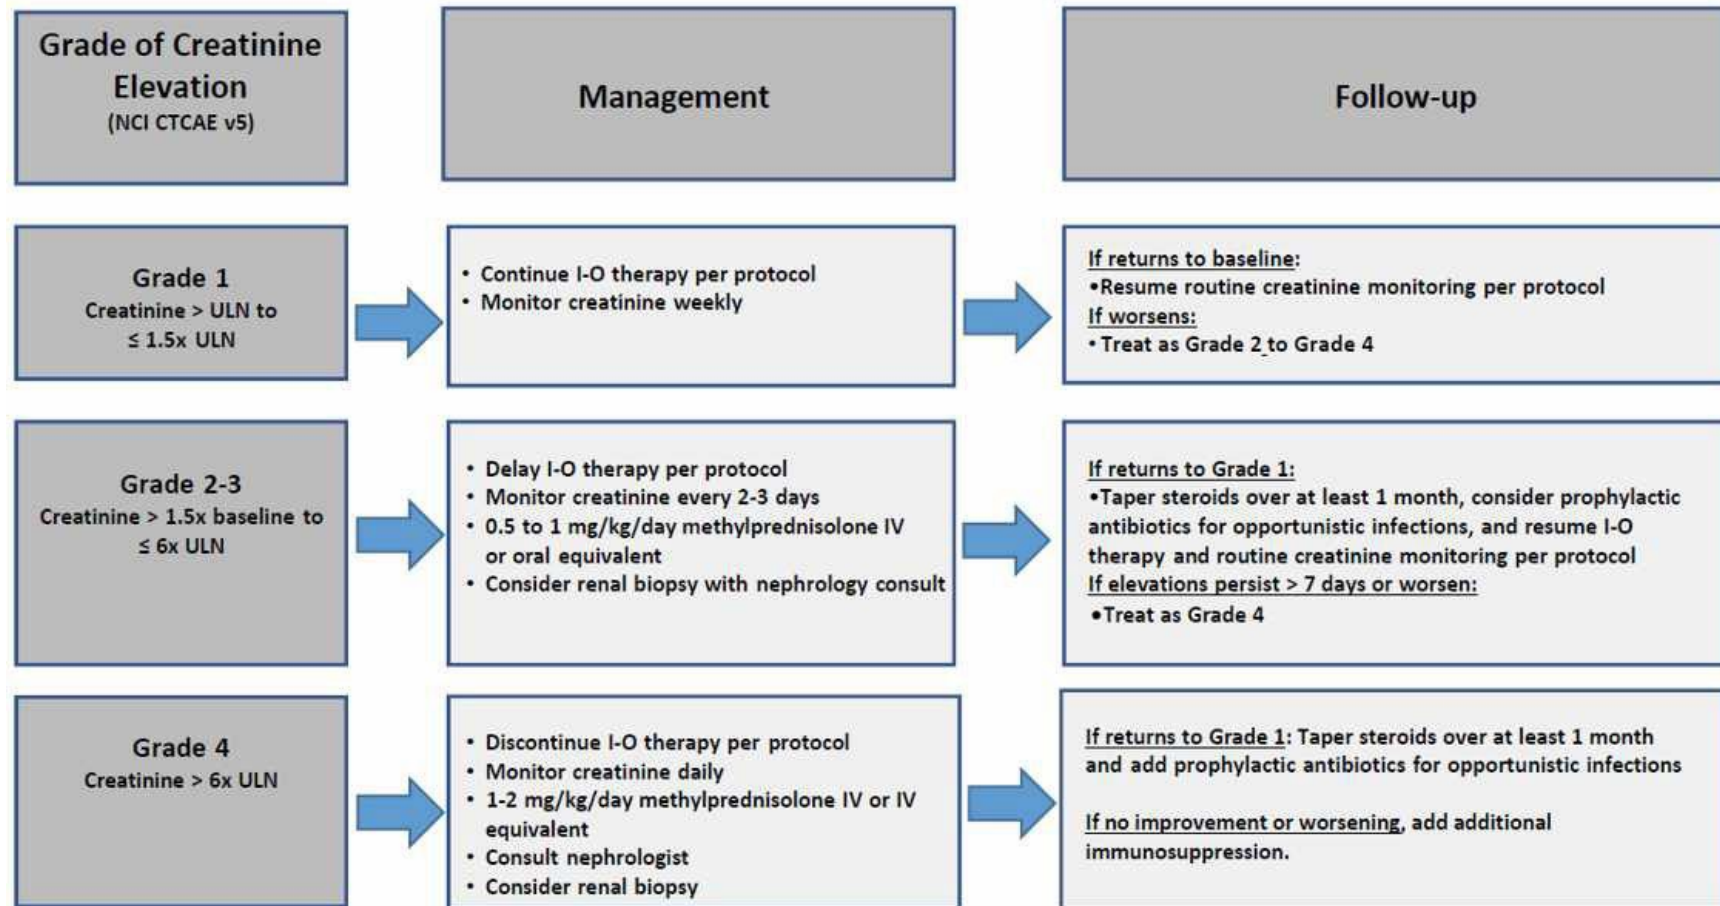 Grade of Creatinine
Elevation
(NCI CTCAE v5)
Management
Follow-up
Grade 1
Creatinine > ULN to
≤ 1.5x ULN
• Continue I-O therapy per protocol
• Monitor creatinine weekly
If returns to baseline:
•Resume routine creatinine monitoring per protocol
If worsens:
• Treat as Grade 2 to Grade 4
Grade 2-3
Creatinine > 1.5x baseline to
≤ 6x ULN
• Delay I-O therapy per protocol
• Monitor creatinine every 2-3 days
• 0.5 to 1 mg/kg/day methylprednisolone IV
or oral equivalent
• Consider renal biopsy with nephrology consult
If returns to Grade 1:
•Taper steroids over at least 1 month, consider prophylactic
antibiotics for opportunistic infections, and resume I-O
therapy and routine creatinine monitoring per protocol
If elevations persist > 7 days or worsen:
•Treat as Grade 4
Grade 4
Creatinine > 6x ULN
• Discontinue I-O therapy per protocol
• Monitor creatinine daily
• 1-2 mg/kg/day methylprednisolone IV or IV
equivalent
• Consult nephrologist
• Consider renal biopsy
If returns to Grade 1: Taper steroids over at least 1 month
and add prophylactic antibiotics for opportunistic infections
If no improvement or worsening, add additional
immunosuppression.